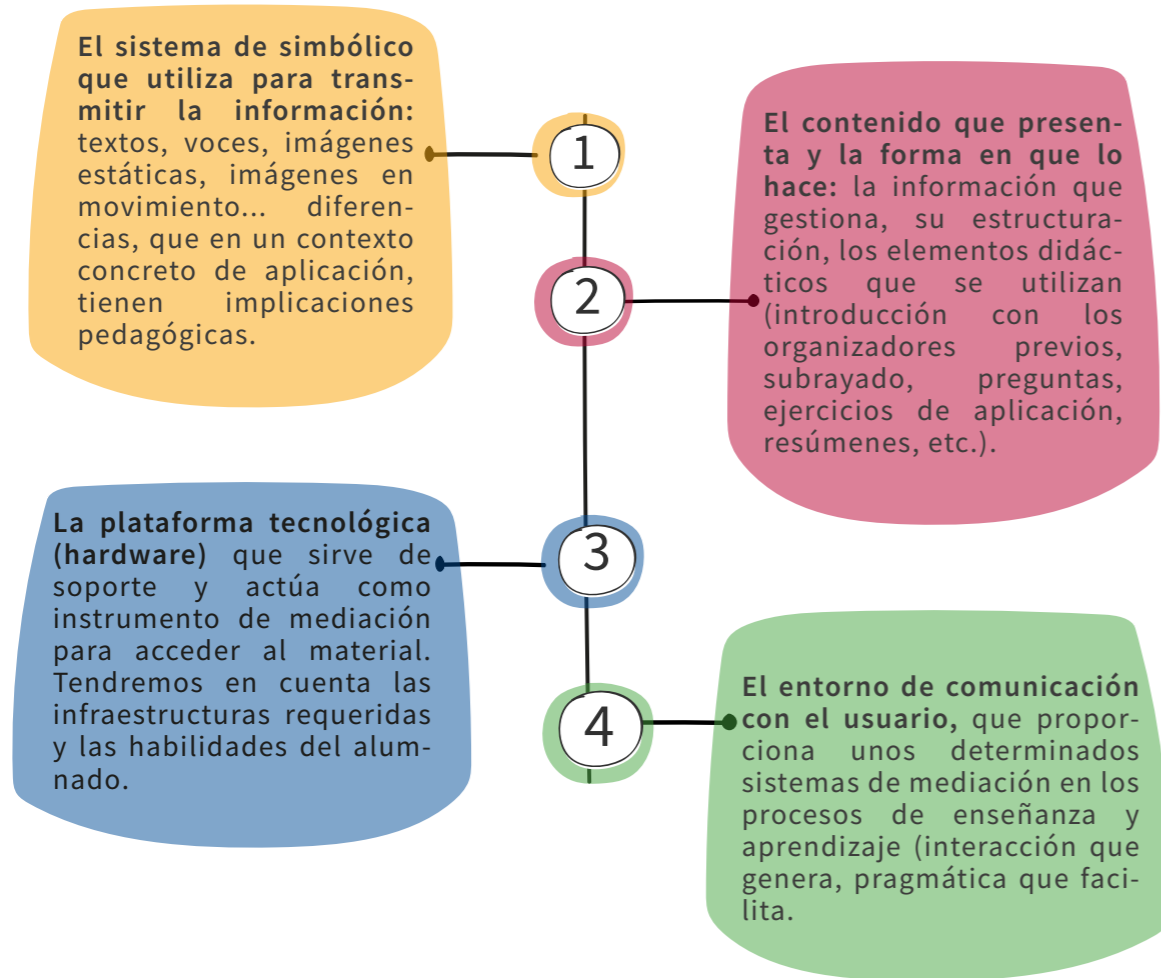 El sistema de simbólico
que utiliza para trans-
mitir la información:
textos, voces, imágenes
estáticas, imágenes en
movimiento... diferen-
cias, que en un contexto
concreto de aplicación,
tienen implicaciones
pedagógicas.
1
El contenido que presen-
ta y la forma en que lo
hace: la información que
gestiona, su estructura-
ción, los elementos didác-
ticos que se utilizan
(introducción con los
organizadores previos,
subrayado, preguntas,
ejercicios de aplicación,
resúmenes, etc.).
2
La plataforma tecnológica
(hardware) que sirve de
soporte y actúa como
instrumento de mediación
para acceder al material.
Tendremos en cuenta las
infraestructuras requeridas
y las habilidades del alum-
nado.
3
El entorno de comunicación
con el usuario, que propor-
ciona unos determinados
sistemas de mediación en los
procesos de enseñanza y
aprendizaje (interacción que
genera, pragmática que faci-
lita.
4